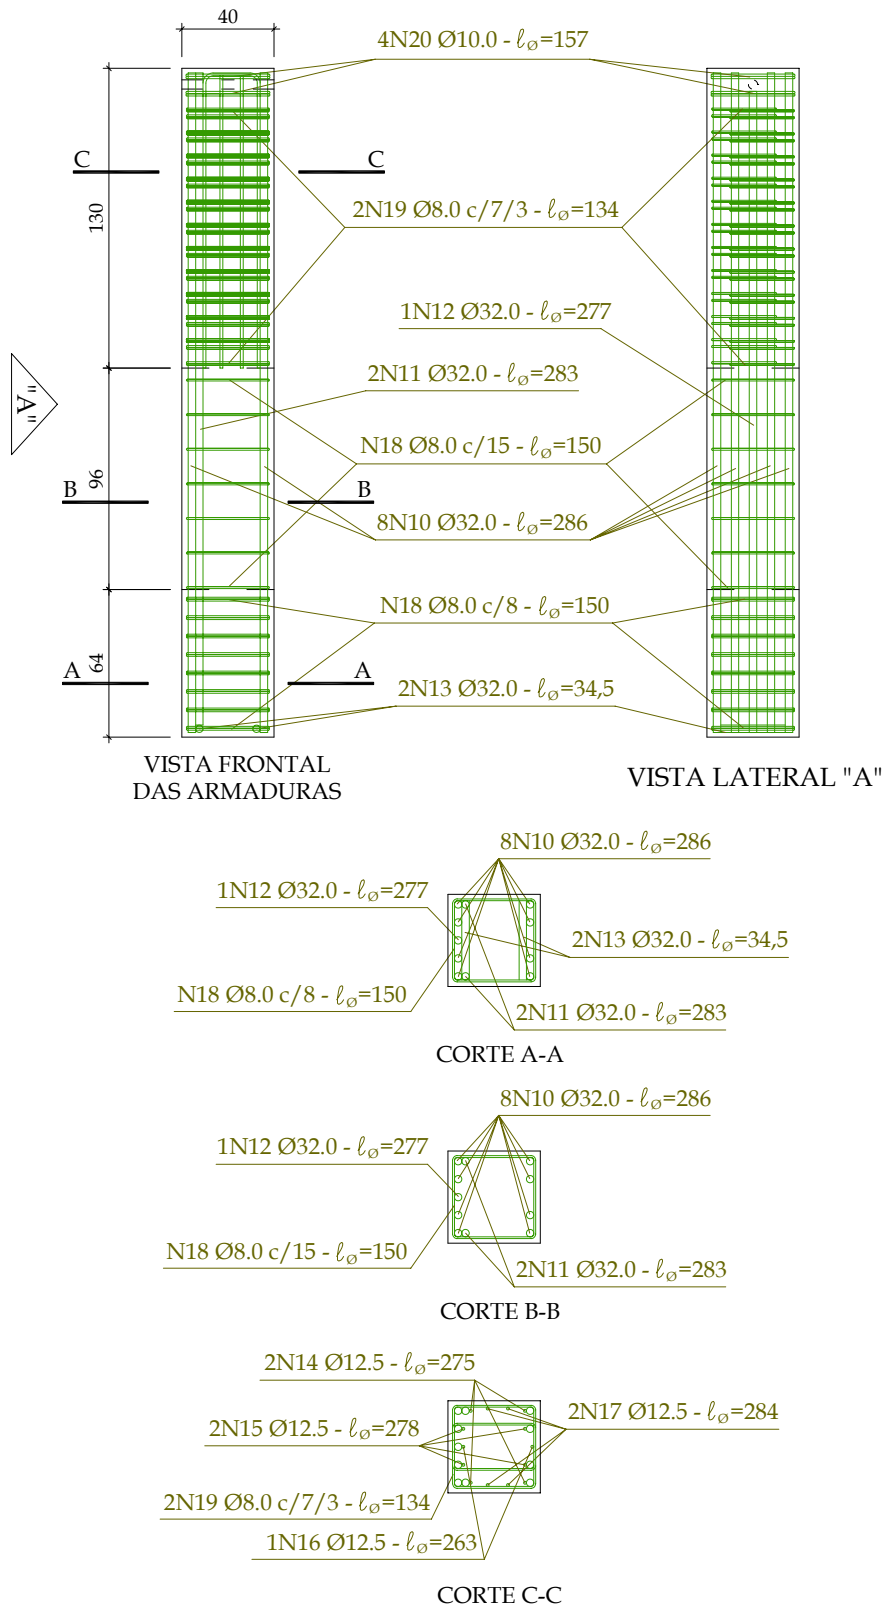 40
4N20 Ø10.0 - ℓø=157
C
C
130
2N19 Ø8.0 c/7/3 - ℓø=134
1N12 Ø32.0 - ℓø=277
2N11 Ø32.0 - ℓø=283
"A"
N18 Ø8.0 c/15 - ℓø=150
96
B
B
8N10 Ø32.0 - ℓø=286
N18 Ø8.0 c/8 - ℓø=150
64
A
A
2N13 Ø32.0 - ℓø=34,5
VISTA FRONTAL
DAS ARMADURAS
VISTA LATERAL "A"
8N10 Ø32.0 - ℓø=286
1N12 Ø32.0 - ℓø=277
2N13 Ø32.0 - ℓø=34,5
N18 Ø8.0 c/8 - ℓø=150
2N11 Ø32.0 - ℓø=283
CORTE A-A
8N10 Ø32.0 - ℓø=286
1N12 Ø32.0 - ℓø=277
N18 Ø8.0 c/15 - ℓø=150
2N11 Ø32.0 - ℓø=283
CORTE B-B
2N14 Ø12.5 - ℓø=275
2N17 Ø12.5 - ℓø=284
2N15 Ø12.5 - ℓø=278
2N19 Ø8.0 c/7/3 - ℓø=134
1N16 Ø12.5 - ℓø=263
CORTE C-C